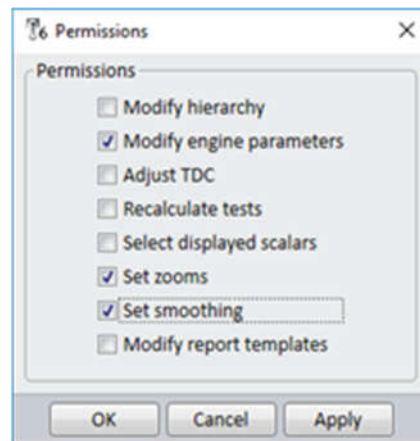 Permissions
Permissions
Modify hierarchy
Modify engine parameters
Adjust TDC
Recalculate tests
Select displayed scalars
Set zooms
Set smoothing
Modify report templates
OK Cancel Apply